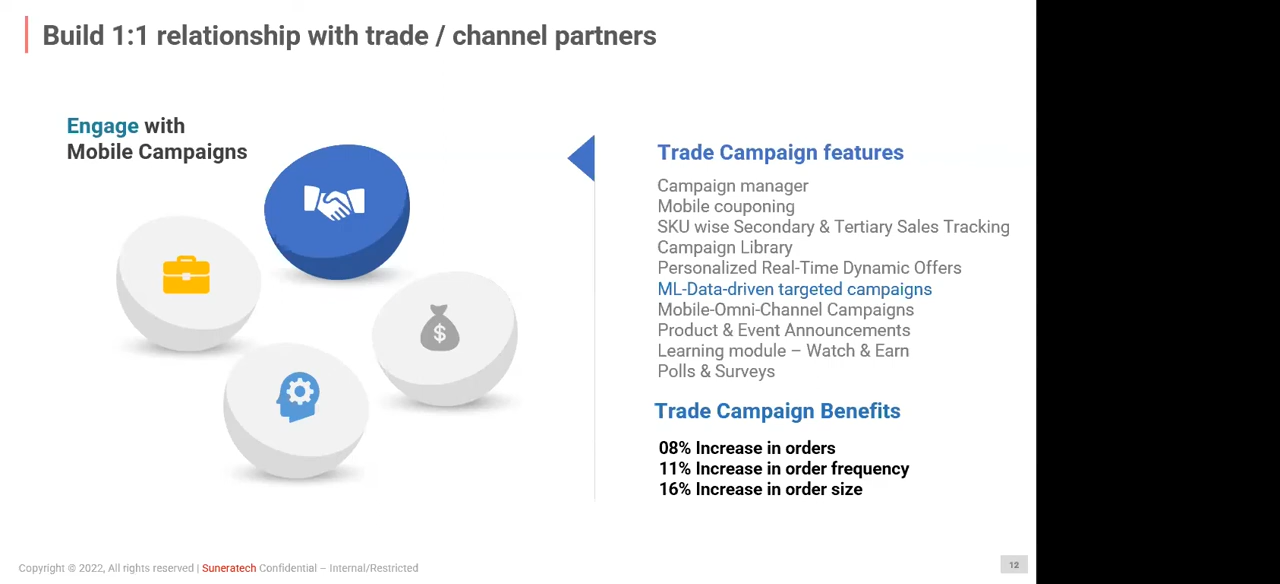 Build 1:1 relationship with trade / channel partners
Engage with
Mobile Campaigns
$
Trade Campaign features
Campaign manager
Mobile couponing
SKU wise Secondary & Tertiary Sales Tracking
Campaign Library
Personalized Real-Time Dynamic Offers
ML-Data-driven targeted campaigns
Mobile-Omni-Channel Campaigns
Product & Event Announcements
Learning module – Watch & Earn
Polls & Surveys
Trade Campaign Benefits
08% Increase in orders
11% Increase in order frequency
16% Increase in order size
Copyright © 2022, All rights reserved | Suneratech Confidential – Internal/Restricted
12